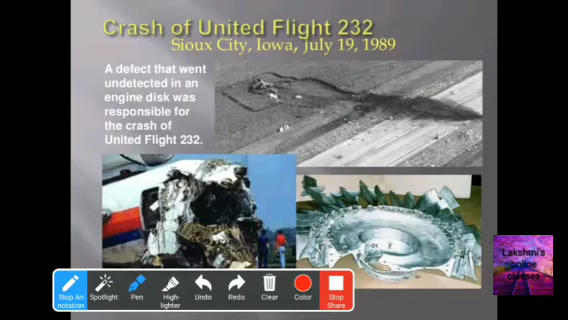 Crash of United Flight 232
Sioux City, Iowa, July 19, 1989
A defect that went
undetected in an
engine disk was
responsible for
the crash of
United Flight 232.
Lakshmi's
online
classes
Stop An-
notation
Spotlight
Pen
High-
lighter
Undo
Redo
Clear
Color
Stop
Share